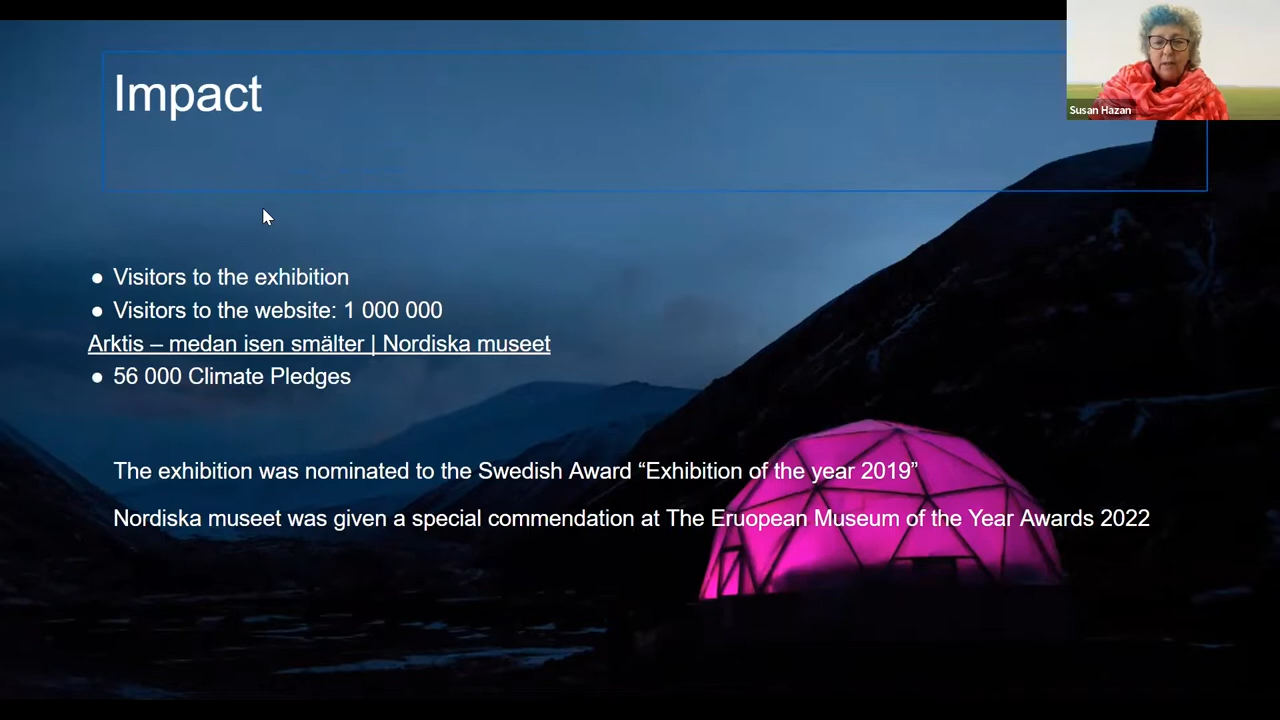 Impact
Susan Hazan
● Visitors to the exhibition
● Visitors to the website: 1 000 000
Arktis – medan isen smälter | Nordiska museet
● 56 000 Climate Pledges
The exhibition was nominated to the Swedish Award “Exhibition of the year 2019”
Nordiska museet was given a special commendation at The Eruopean Museum of the Year Awards 2022